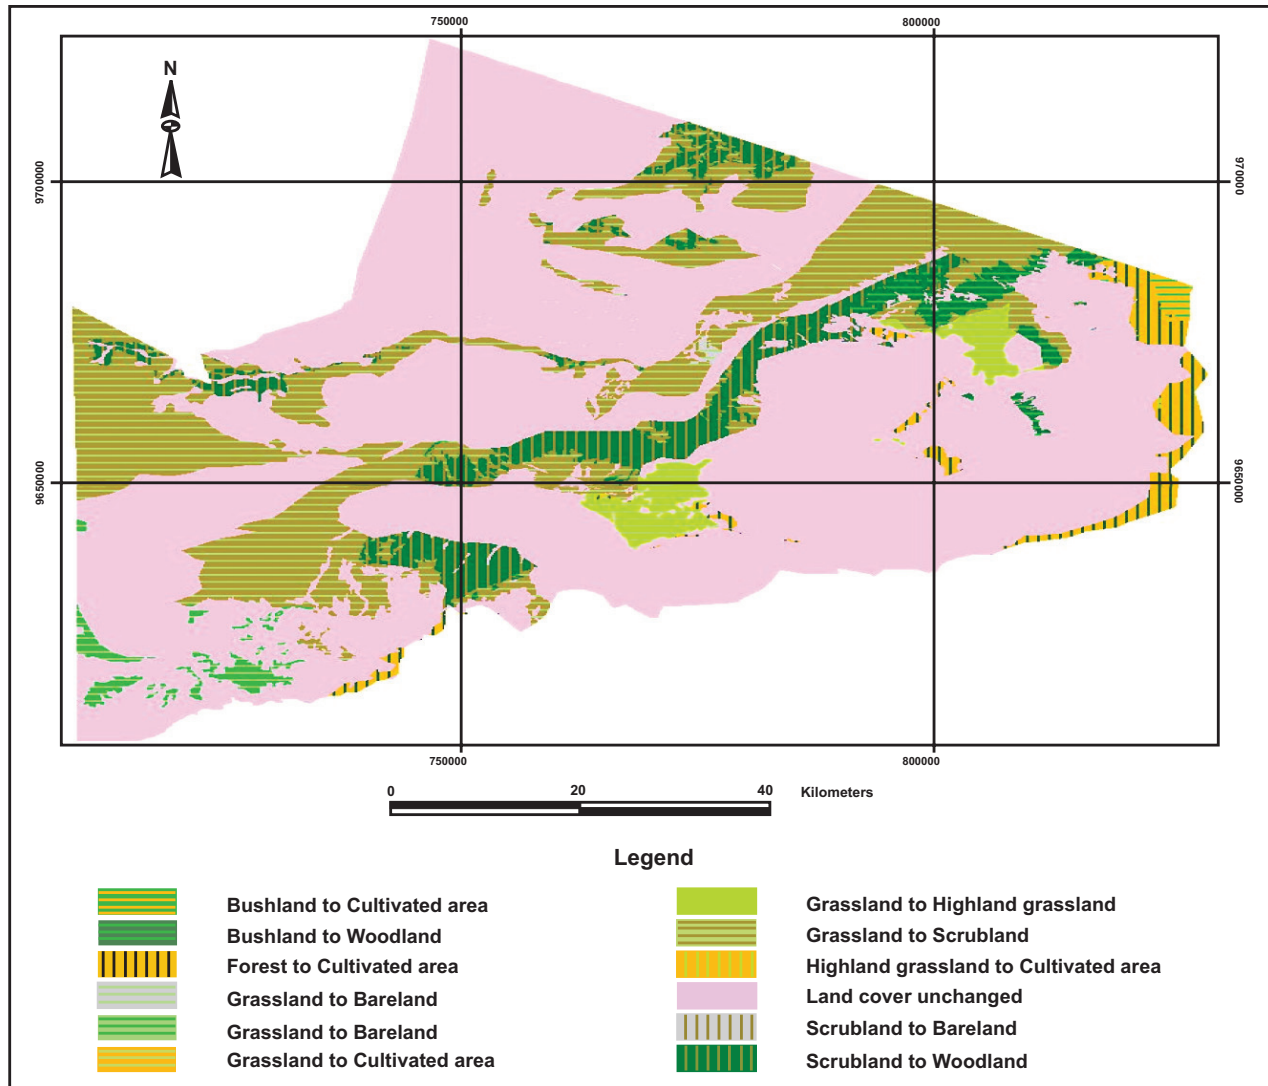 750000 800000
N
9700000 970000
9650000 9650000
750000 800000
0 20 40 Kilometers
Legend
Bushland to Cultivated area
Bushland to Woodland
Forest to Cultivated area
Grassland to Bareland
Grassland to Bareland
Grassland to Cultivated area
Grassland to Highland grassland
Grassland to Scrubland
Highland grassland to Cultivated area
Land cover unchanged
Scrubland to Bareland
Scrubland to Woodland